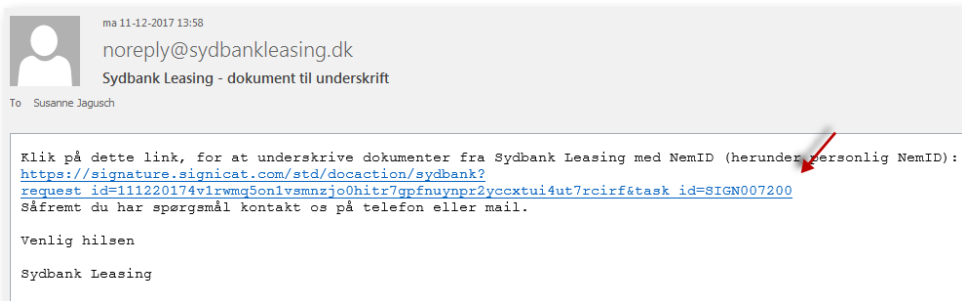 ma 11-12-2017 13:58
noreply@sydbankleasing.dk
Sydbank Leasing - dokument til underskrift
To Susanne Jagusch
Klik på dette link, for at underskrive dokumenter fra Sydbank Leasing med NemID (herunder personlig NemID):
https://signature.signicat.com/std/docaction/sydbank?
request_id=111220174v1rwmq5on1vsmnzjo0hitr7gpfnuynpr2yccxtui4ut7rcirf&task_id=SIGN007200
Såfremt du har spørgsmål kontakt os på telefon eller mail.
Venlig hilsen
Sydbank Leasing